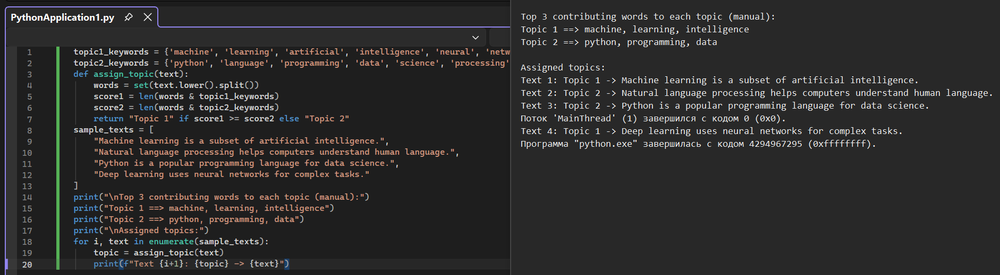 PythonApplication1.py
1 topic1_keywords = {'machine', 'learning', 'artificial', 'intelligence', 'neural', 'netw
2 topic2_keywords = {'python', 'language', 'programming', 'data', 'science', 'processing'
3 def assign_topic(text):
4     words = set(text.lower().split())
5     score1 = len(words & topic1_keywords)
6     score2 = len(words & topic2_keywords)
7     return "Topic 1" if score1 >= score2 else "Topic 2"
8 sample_texts = [
9     "Machine learning is a subset of artificial intelligence.",
10     "Natural language processing helps computers understand human language.",
11     "Python is a popular programming language for data science.",
12     "Deep learning uses neural networks for complex tasks."
13 ]
14 print("\nTop 3 contributing words to each topic (manual):")
15 print("Topic 1 ==> machine, learning, intelligence")
16 print("Topic 2 ==> python, programming, data")
17 print("\nAssigned topics:")
18 for i, text in enumerate(sample_texts):
19     topic = assign_topic(text)
20     print(f"Text {i+1}: {topic} -> {text}")
Top 3 contributing words to each topic (manual):
Topic 1 ==> machine, learning, intelligence
Topic 2 ==> python, programming, data
Assigned topics:
Text 1: Topic 1 -> Machine learning is a subset of artificial intelligence.
Text 2: Topic 2 -> Natural language processing helps computers understand human language.
Text 3: Topic 2 -> Python is a popular programming language for data science.
Поток 'MainThread' (1) завершился с кодом 0 (0x0).
Text 4: Topic 1 -> Deep learning uses neural networks for complex tasks.
Программа "python.exe" завершилась с кодом 4294967295 (0xffffffff).